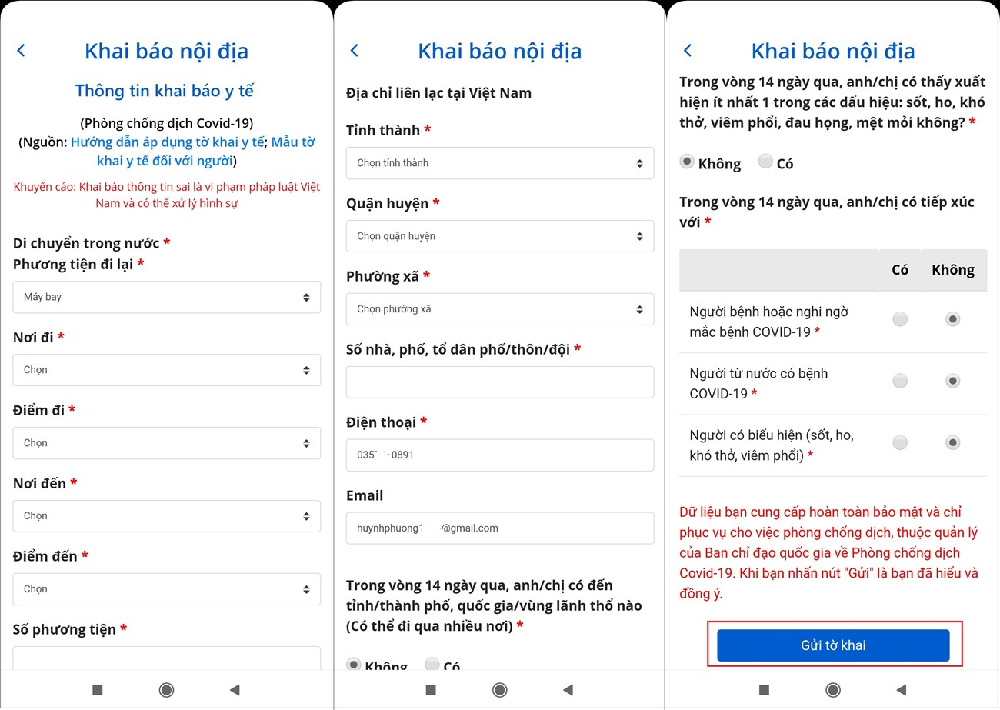 Khai báo nội địa
Thông tin khai báo y tế
(Phòng chống dịch Covid-19)
(Nguồn: Hướng dẫn áp dụng tờ khai y tế; Mẫu tờ
khai y tế đối với người)
Khuyến cáo: Khai báo thông tin sai là vi phạm pháp luật Việt
Nam và có thể xử lý hình sự
Di chuyển trong nước *
Phương tiện đi lại *
Máy bay
Nơi đi *
Chọn
Điểm đi *
Chọn
Nơi đến *
Chọn
Điểm đến *
Chọn
Số phương tiện *
Khai báo nội địa
Địa chỉ liên lạc tại Việt Nam
Tỉnh thành *
Chọn tỉnh thành
Quận huyện *
Chọn quận huyện
Phường xã *
Chọn phường xã
Số nhà, phố, tổ dân phố/thôn/đội *
Điện thoại *
035 0891
Email
huynhphuong @gmail.com
Trong vòng 14 ngày qua, anh/chị có đến
tỉnh/thành phố, quốc gia/vùng lãnh thổ nào
(Có thể đi qua nhiều nơi) *
Không Có
Khai báo nội địa
Trong vòng 14 ngày qua, anh/chị có thấy xuất
hiện ít nhất 1 trong các dấu hiệu: sốt, ho, khó
thở, viêm phổi, đau họng, mệt mỏi không? *
Không Có
Trong vòng 14 ngày qua, anh/chị có tiếp xúc
với *
Có Không
Người bệnh hoặc nghi ngờ
mắc bệnh COVID-19 *
Người từ nước có bệnh
COVID-19 *
Người có biểu hiện (sốt, ho,
khó thở, viêm phổi) *
Dữ liệu bạn cung cấp hoàn toàn bảo mật và chỉ
phục vụ cho việc phòng chống dịch, thuộc quản lý
của Ban chỉ đạo quốc gia về Phòng chống dịch
Covid-19. Khi bạn nhấn nút "Gửi" là bạn đã hiểu và
đồng ý.
Gửi tờ khai